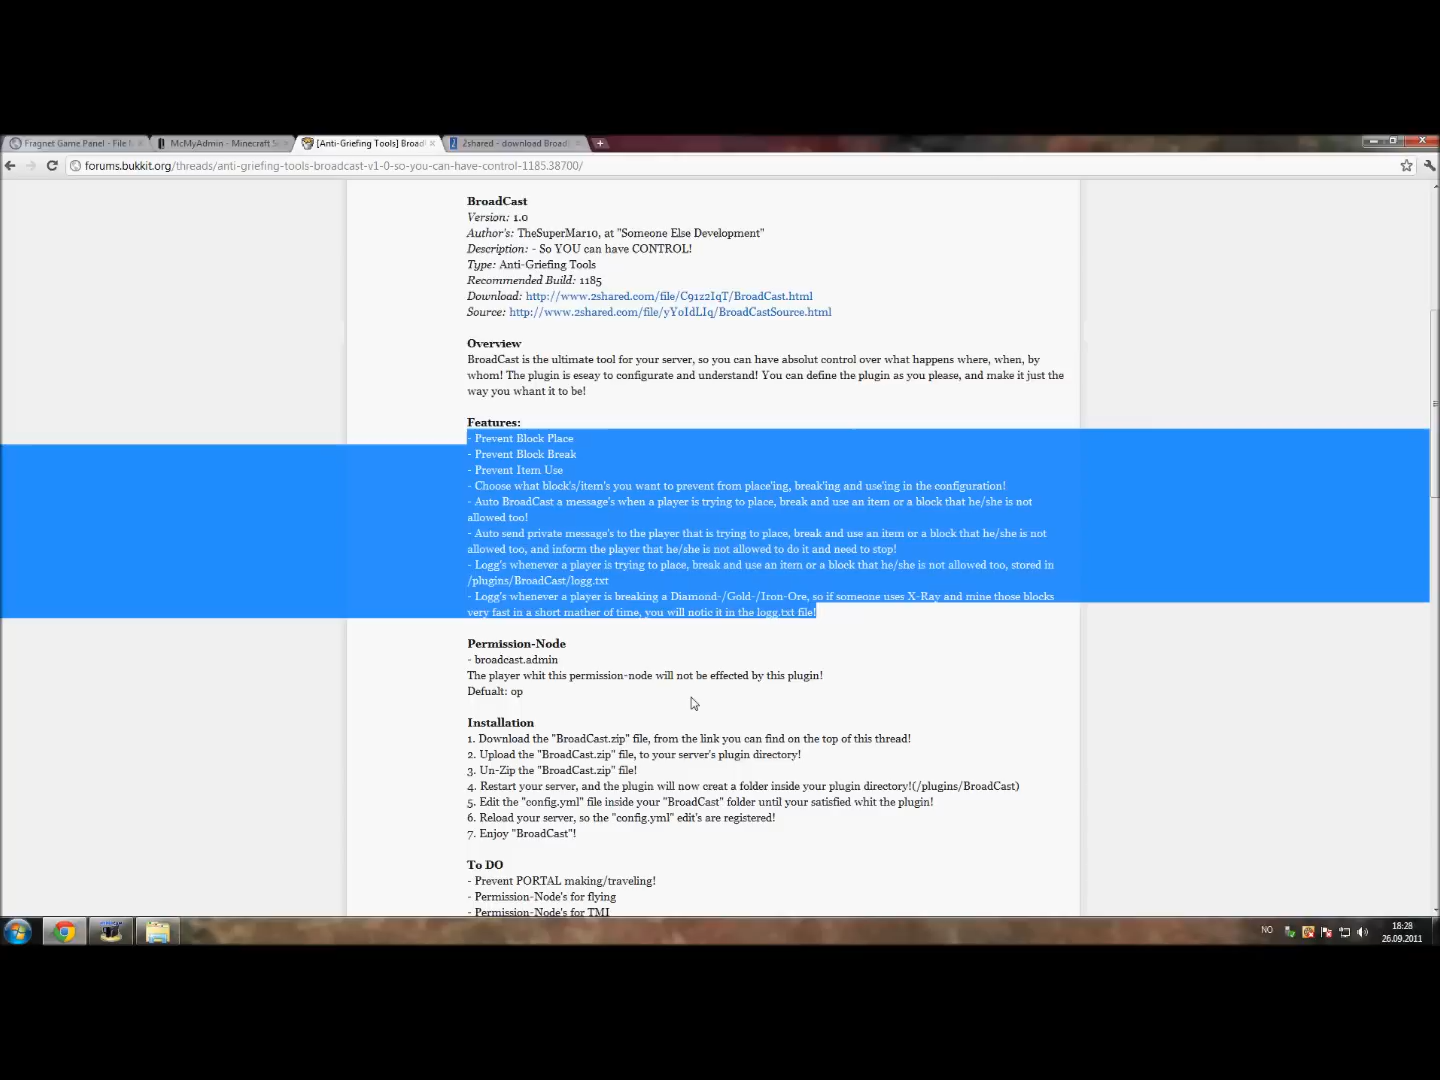 Fragnet Game Panel - File
McMyAdmin - Minecraft S
[Anti-Griefing Tools] Broad
2shared - download Broad
forums.bukkit.org/threads/anti-griefing-tools-broadcast-v1-0-so-you-can-have-control-1185.38700/
BroadCast
Version: 1.0
Author's: TheSuperMar10, at "Someone Else Development"
Description: - So YOU can have CONTROL!
Type: Anti-Griefing Tools
Recommended Build: 1185
Download: http://www.2shared.com/file/C91z2IqT/BroadCast.html
Source: http://www.2shared.com/file/yYoIdLIq/BroadCastSource.html
Overview
BroadCast is the ultimate tool for your server, so you can have absolut control over what happens where, when, by
whom! The plugin is eseay to configurate and understand! You can define the plugin as you please, and make it just the
way you whant it to be!
Features:
- Prevent Block Place
- Prevent Block Break
- Prevent Item Use
- Choose what block's/item's you want to prevent from place'ing, break'ing and use'ing in the configuration!
- Auto BroadCast a message's when a player is trying to place, break and use an item or a block that he/she is not
allowed too!
- Auto send private message's to the player that is trying to place, break and use an item or a block that he/she is not
allowed too, and inform the player that he/she is not allowed to do it and need to stop!
- Logg's whenever a player is trying to place, break and use an item or a block that he/she is not allowed too, stored in
/plugins/BroadCast/logg.txt
- Logg's whenever a player is breaking a Diamond-/Gold-/Iron-Ore, so if someone uses X-Ray and mine those blocks
very fast in a short mather of time, you will notic it in the logg.txt file!
Permission-Node
- broadcast.admin
The player whit this permission-node will not be effected by this plugin!
Defualt: op
Installation
1. Download the "BroadCast.zip" file, from the link you can find on the top of this thread!
2. Upload the "BroadCast.zip" file, to your server's plugin directory!
3. Un-Zip the "BroadCast.zip" file!
4. Restart your server, and the plugin will now creat a folder inside your plugin directory!(/plugins/BroadCast)
5. Edit the "config.yml" file inside your "BroadCast" folder until your satisfied whit the plugin!
6. Reload your server, so the "config.yml" edit's are registered!
7. Enjoy "BroadCast"!
To DO
- Prevent PORTAL making/traveling!
- Permission-Node's for flying
- Permission-Node's for TMI
NO
18:28
26.09.2011